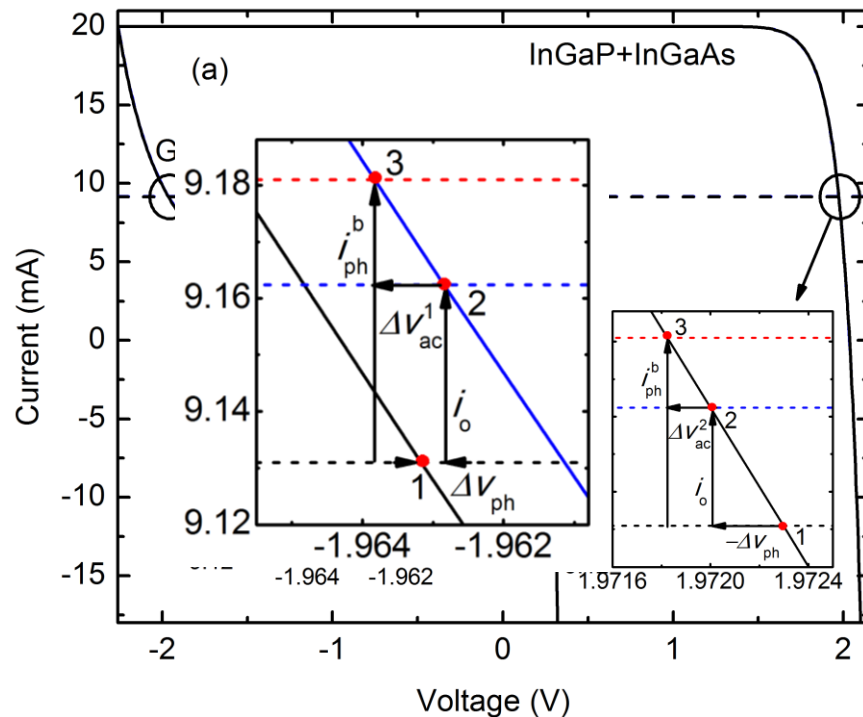 20
15
10
5
0
-5
-10
-15
Current (mA)
-2
-1
0
1
2
Voltage (V)
(a)
InGaP+InGaAs
G
9.18
9.16
9.14
9.12
-1.964
-1.962
-1.964
-1.962
3
2
1
i_ph^b
Δv_ac^1
i_o
Δv_ph
3
2
1
i_ph^b
Δv_ac^2
i_o
-Δv_ph
1.9716
1.9720
1.9724